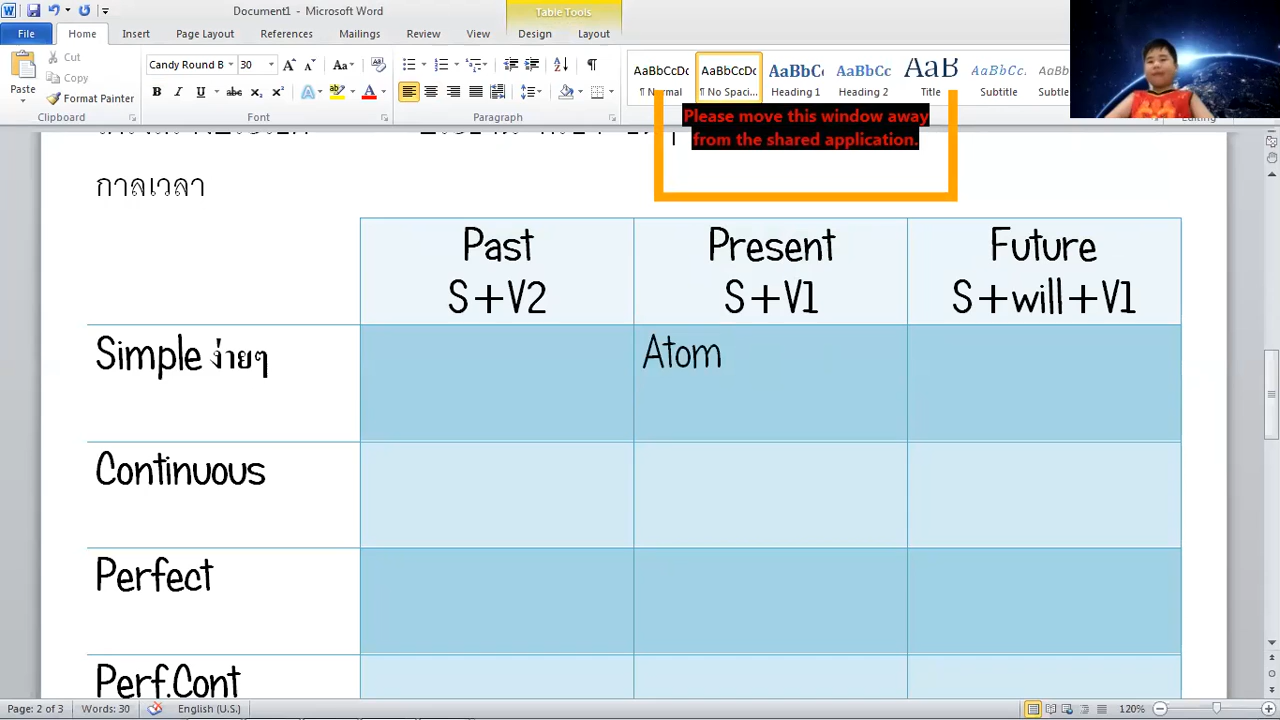 Document1 - Microsoft Word
Table Tools
File
Home
Insert
Page Layout
References
Mailings
Review
View
Design
Layout
Paste
Cut
Copy
Format Painter
Clipboard
Candy Round B
30
Font
Paragraph
AaBbCcDc
¶ Normal
AaBbCcDc
¶ No Spaci...
AaBbC
Heading 1
AaBbCc
Heading 2
AaB
Title
AaBbCc.
Subtitle
AaBbCc
Subtle
Please move this window away
from the shared application.
กาลเวลา
Past
S+V2
Present
S+V1
Future
S+will+V1
Simple ง่ายๆ
Atom
Continuous
Perfect
Perf.Cont
Page: 2 of 3
Words: 30
English (U.S.)
120%